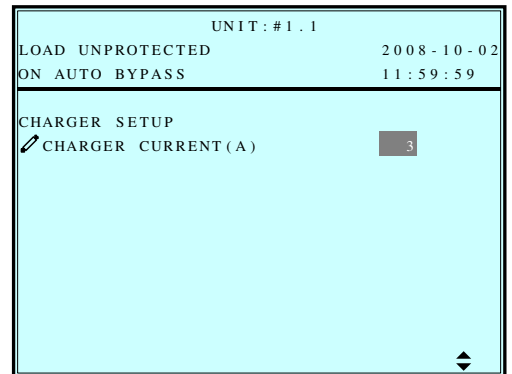 UNIT:#1.1
LOAD UNPROTECTED 2008-10-02
ON AUTO BYPASS 11:59:59
CHARGER SETUP
CHARGER CURRENT(A) 3